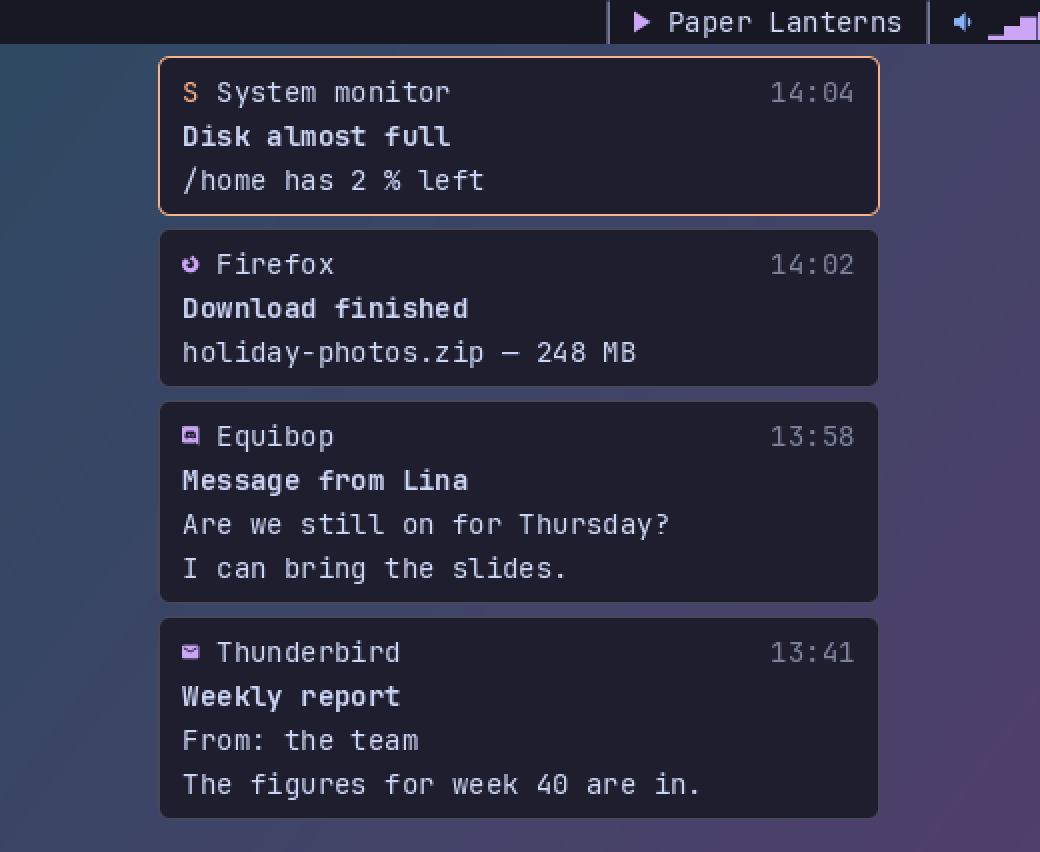 Paper Lanterns
S System monitor 14:04
Disk almost full
/home has 2 % left
Firefox 14:02
Download finished
holiday-photos.zip — 248 MB
Equibop 13:58
Message from Lina
Are we still on for Thursday?
I can bring the slides.
Thunderbird 13:41
Weekly report
From: the team
The figures for week 40 are in.